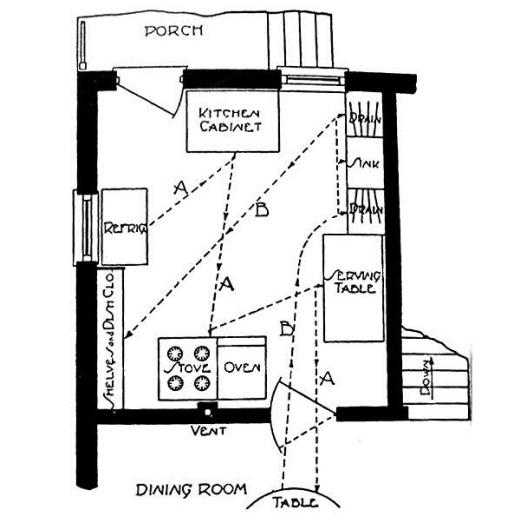 PORCH
KITCHEN
CABINET
DRAIN
SINK
DRAIN
A
B
REFRIG
A
SERVING
TABLE
SHELVES AND DISH CLO.
B
STOVE
OVEN
A
DOWN
VENT
DINING ROOM
TABLE